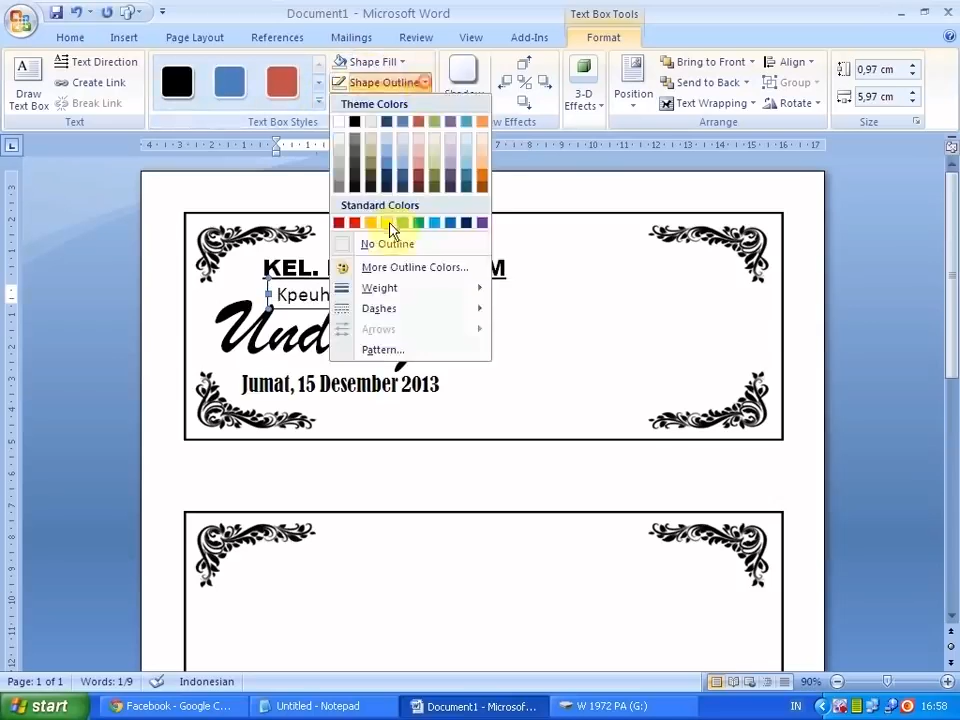 Document1 - Microsoft Word
Text Box Tools
Home Insert Page Layout References Mailings Review View Add-Ins Format
Draw Text Box
Text Direction
Create Link
Break Link
Text
Text Box Styles
Shape Fill
Shape Outline
3-D Effects
Position
Bring to Front
Send to Back
Text Wrapping
Align
Group
Rotate
Arrange
0,97 cm
5,97 cm
Size
Theme Colors
Standard Colors
No Outline
More Outline Colors...
Weight
Dashes
Arrows
Pattern...
KEL.
Kpeuh
Und
Jumat, 15 Desember 2013
Page: 1 of 1 Words: 1/9 Indonesian 90%
start Facebook - Google C... Untitled - Notepad Document1 - Microsof... W 1972 PA (G:) IN 16:58